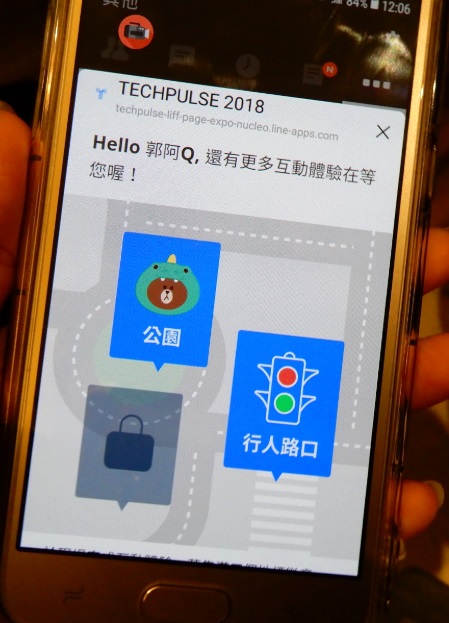 其他
84% 12:06
N
TECHPULSE 2018
techpulse-liff-page-expo-nucleo.line-apps.com
Hello 郭阿Q, 還有更多互動體驗在等
您喔！
公園
行人路口